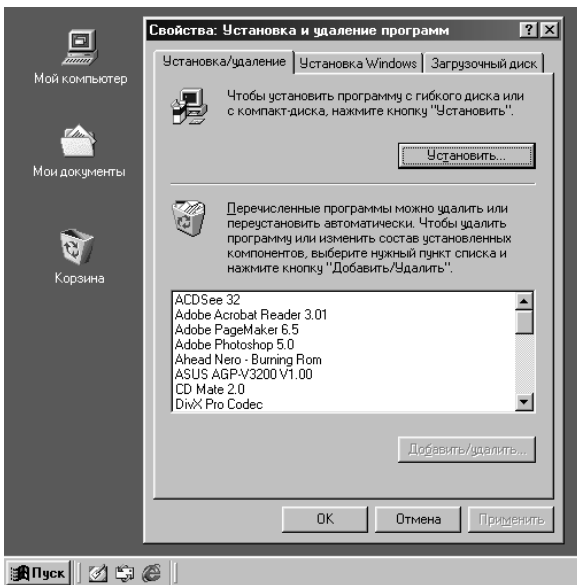 Мой компьютер
Мои документы
Корзина
Свойства: Установка и удаление программ
Установка/удаление
Установка Windows
Загрузочный диск
Чтобы установить программу с гибкого диска или
с компакт-диска, нажмите кнопку "Установить".
Установить...
Перечисленные программы можно удалить или
переустановить автоматически. Чтобы удалить
программу или изменить состав установленных
компонентов, выберите нужный пункт списка и
нажмите кнопку "Добавить/Удалить".
ACDSee 32
Adobe Acrobat Reader 3.01
Adobe PageMaker 6.5
Adobe Photoshop 5.0
Ahead Nero - Burning Rom
ASUS AGP-V3200 V1.00
CD Mate 2.0
DivX Pro Codec
Добавить/удалить...
OK
Отмена
Применить
Пуск